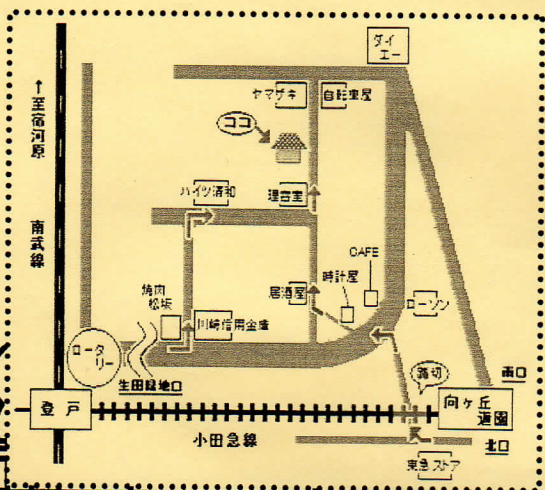 ダイエー
↑至宿河原
南武線
ヤマザキ
自転車屋
ココ
ハイツ清和
理容室
CAFE
時計屋
居酒屋
ローソン
焼肉
松坂
川崎信用金庫
ロータリー
生田緑地口
踏切
南口
登戸
向ヶ丘
遊園
小田急線
北口
東急ストア